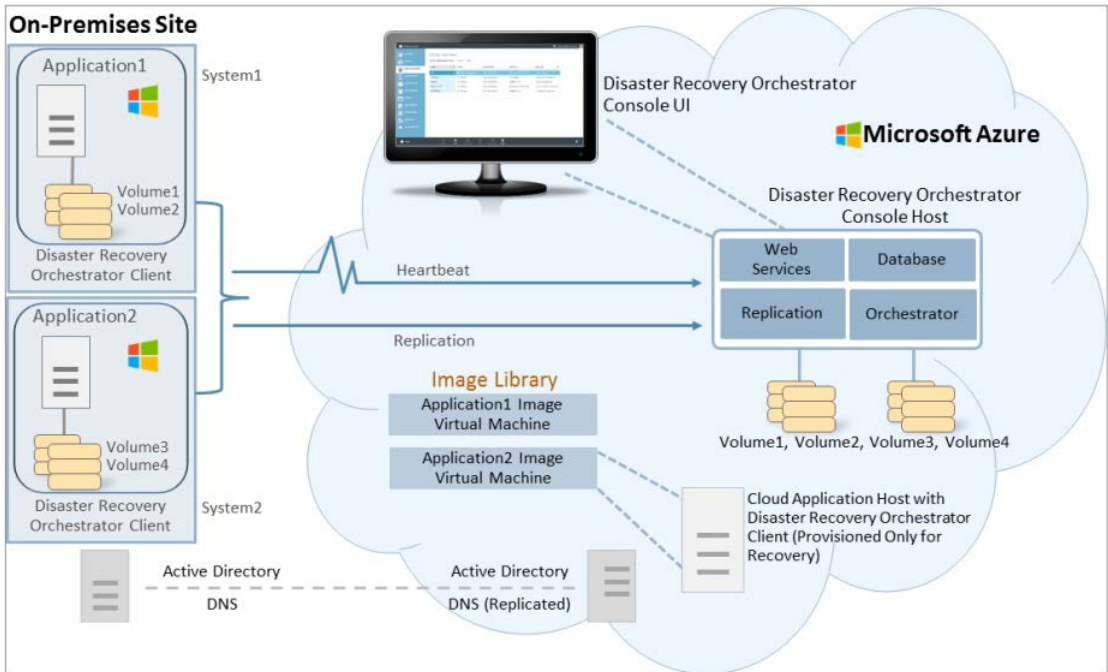 On-Premises Site
Application1
System1
Volume1
Volume2
Disaster Recovery
Orchestrator Client
Application2
Volume3
Volume4
Disaster Recovery
Orchestrator Client
System2
Disaster Recovery Orchestrator
Console UI
Microsoft Azure
Disaster Recovery Orchestrator
Console Host
Web
Services
Database
Replication
Orchestrator
Heartbeat
Replication
Image Library
Application1 Image
Virtual Machine
Application2 Image
Virtual Machine
Volume1, Volume2, Volume3, Volume4
Cloud Application Host with
Disaster Recovery Orchestrator
Client (Provisioned Only for
Recovery)
Active Directory
DNS
Active Directory
DNS (Replicated)